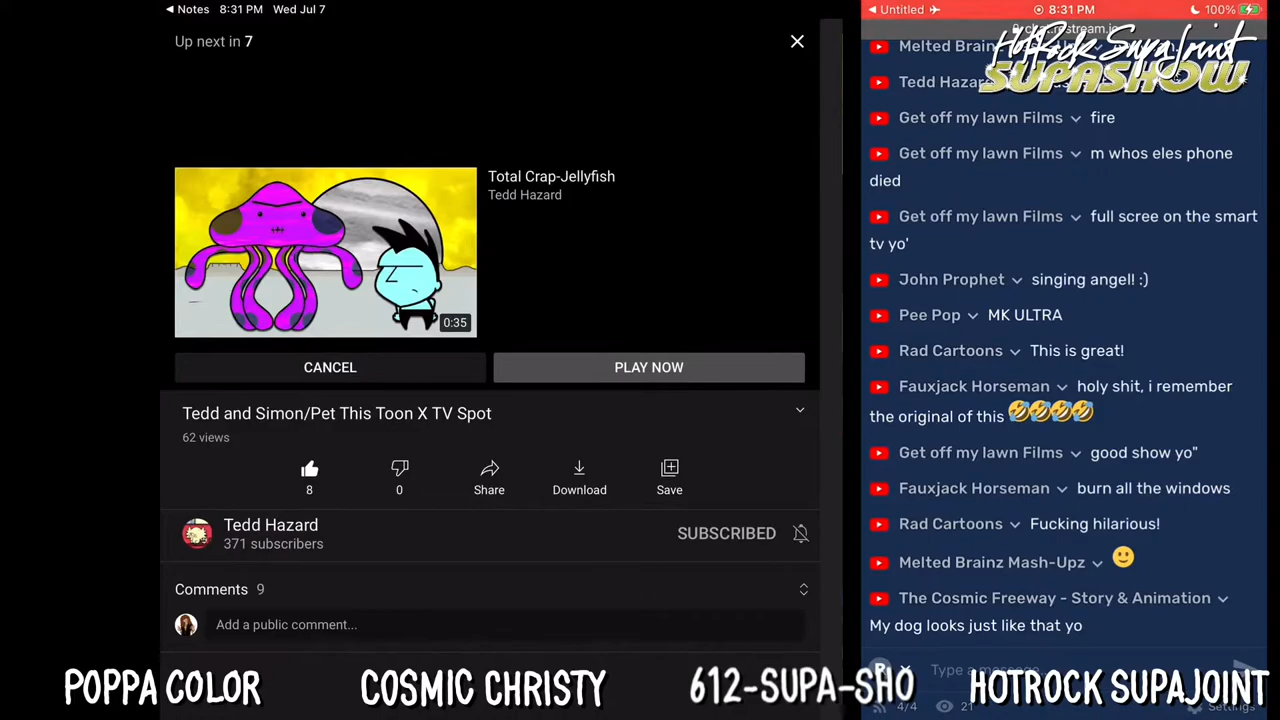 Notes 8:31 PM Wed Jul 7
Up next in 7
Total Crap-Jellyfish
Tedd Hazard
0:35
CANCEL
PLAY NOW
Tedd and Simon/Pet This Toon X TV Spot
62 views
8
0
Share
Download
Save
Tedd Hazard
371 subscribers
SUBSCRIBED
Comments 9
Add a public comment...
Untitled 8:31 PM 100%
HotRock SupaJoint
SUPASHOW
Melted Brain
Tedd Hazard
Get off my lawn Films fire
Get off my lawn Films m whos eles phone
died
Get off my lawn Films full scree on the smart
tv yo'
John Prophet singing angel! :)
Pee Pop MK ULTRA
Rad Cartoons This is great!
Fauxjack Horseman holy shit, i remember
the original of this 🤣🤣🤣🤣
Get off my lawn Films good show yo"
Fauxjack Horseman burn all the windows
Rad Cartoons Fucking hilarious!
Melted Brainz Mash-Upz 🙂
The Cosmic Freeway - Story & Animation
My dog looks just like that yo
Type a message
4/4 21 Settings
POPPA COLOR COSMIC CHRISTY 612-SUPA-SHO HOTROCK SUPAJOINT